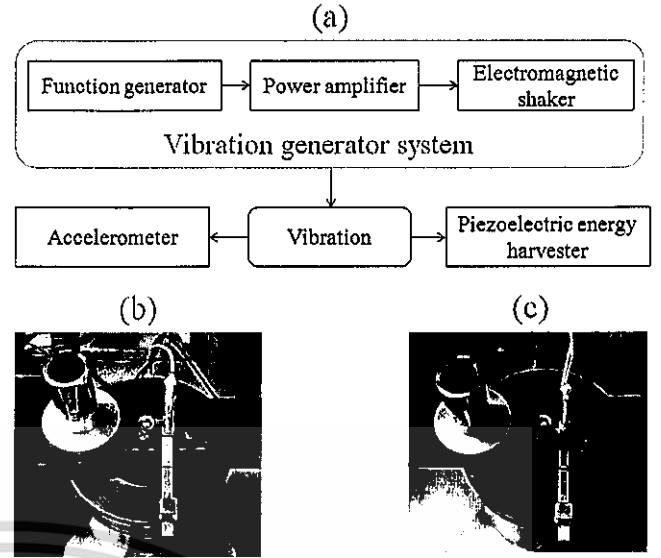 (a)
Function generator
Power amplifier
Electromagnetic
shaker
Vibration generator system
Accelerometer
Vibration
Piezoelectric energy
harvester
(b)
(c)